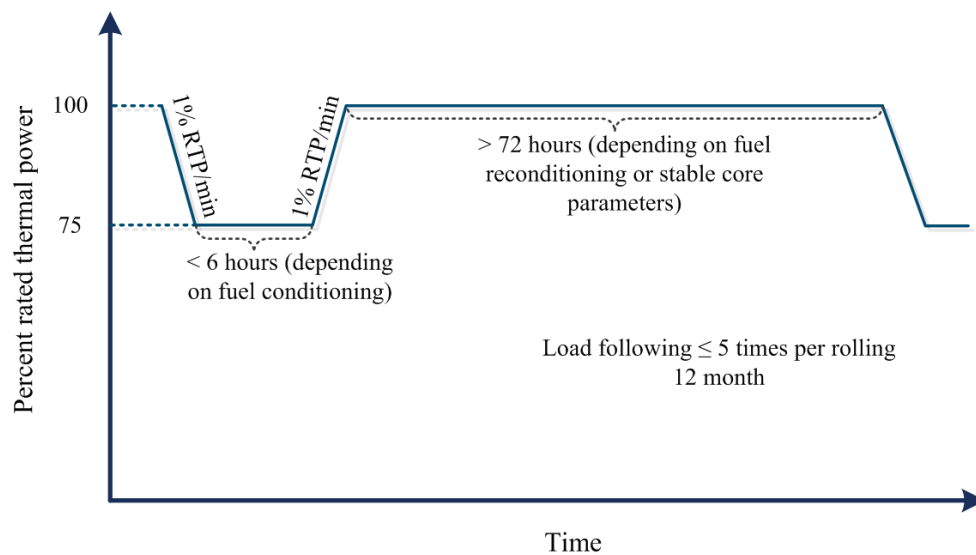 Percent rated thermal power
100
75
1% RTP/min
1% RTP/min
> 72 hours (depending on fuel
reconditioning or stable core
parameters)
< 6 hours (depending
on fuel conditioning)
Load following ≤ 5 times per rolling
12 month
Time